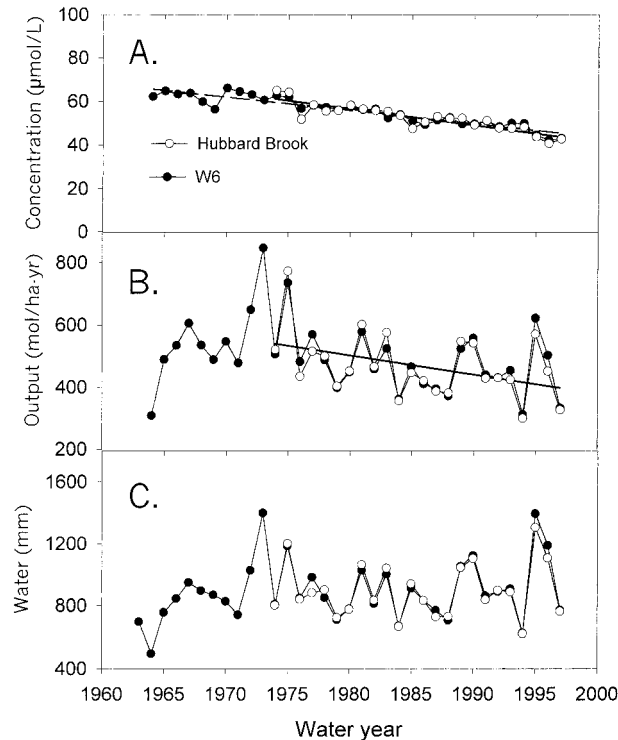 100
80
60
40
20
0
Concentration (μmol/L)
A.
Hubbard Brook
W6
800
600
400
200
Output (mol/ha-yr)
B.
1600
1200
800
400
Water (mm)
C.
1960 1965 1970 1975 1980 1985 1990 1995 2000
Water year